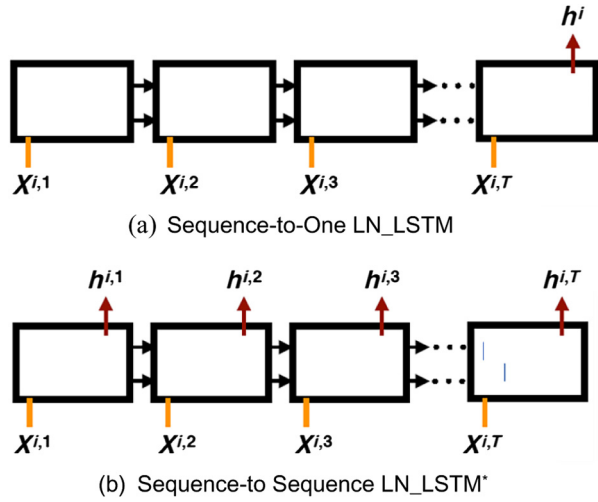 h^i
X^i,1 X^i,2 X^i,3 X^i,T
(a) Sequence-to-One LN_LSTM
h^i,1 h^i,2 h^i,3 h^i,T
X^i,1 X^i,2 X^i,3 X^i,T
(b) Sequence-to Sequence LN_LSTM*